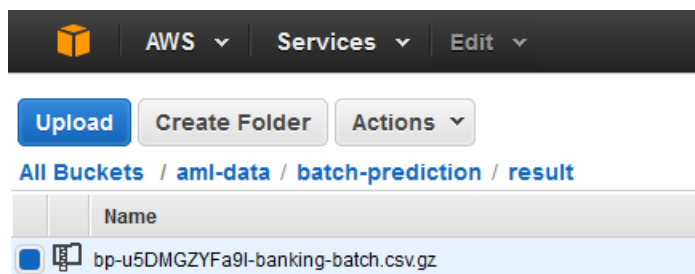 AWS Services Edit
Upload Create Folder Actions
All Buckets / aml-data / batch-prediction / result
Name
bp-u5DMGZYFa9I-banking-batch.csv.gz